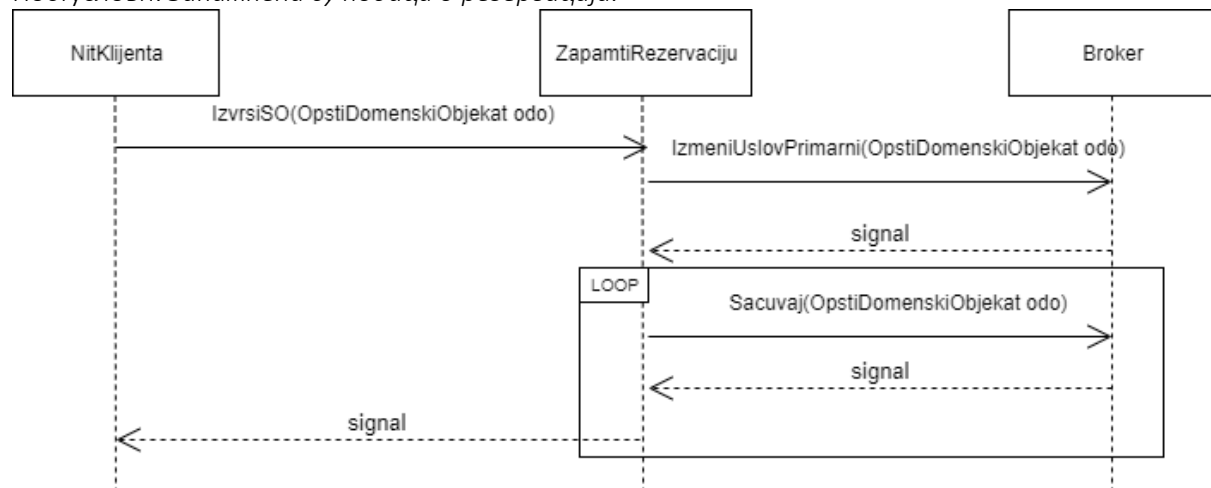 NitKlijenta
ZapamtiRezervaciju
Broker
IzvrsiSO(OpstiDomenskiObjekat odo)
IzmeniUslovPrimarni(OpstiDomenskiObjekat odo)
signal
LOOP
Sacuvaj(OpstiDomenskiObjekat odo)
signal
signal